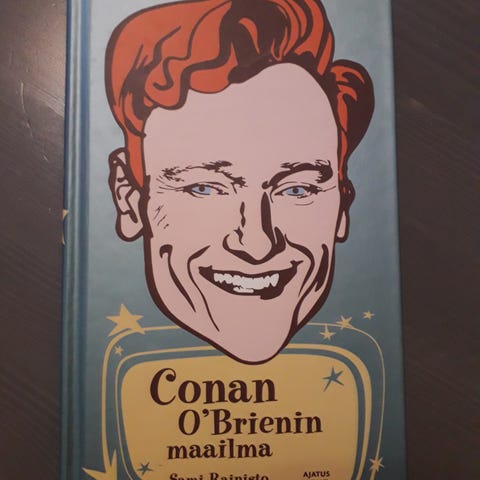 Conan
O'Brienin
maailma
Sami Rainisto
AJATUS